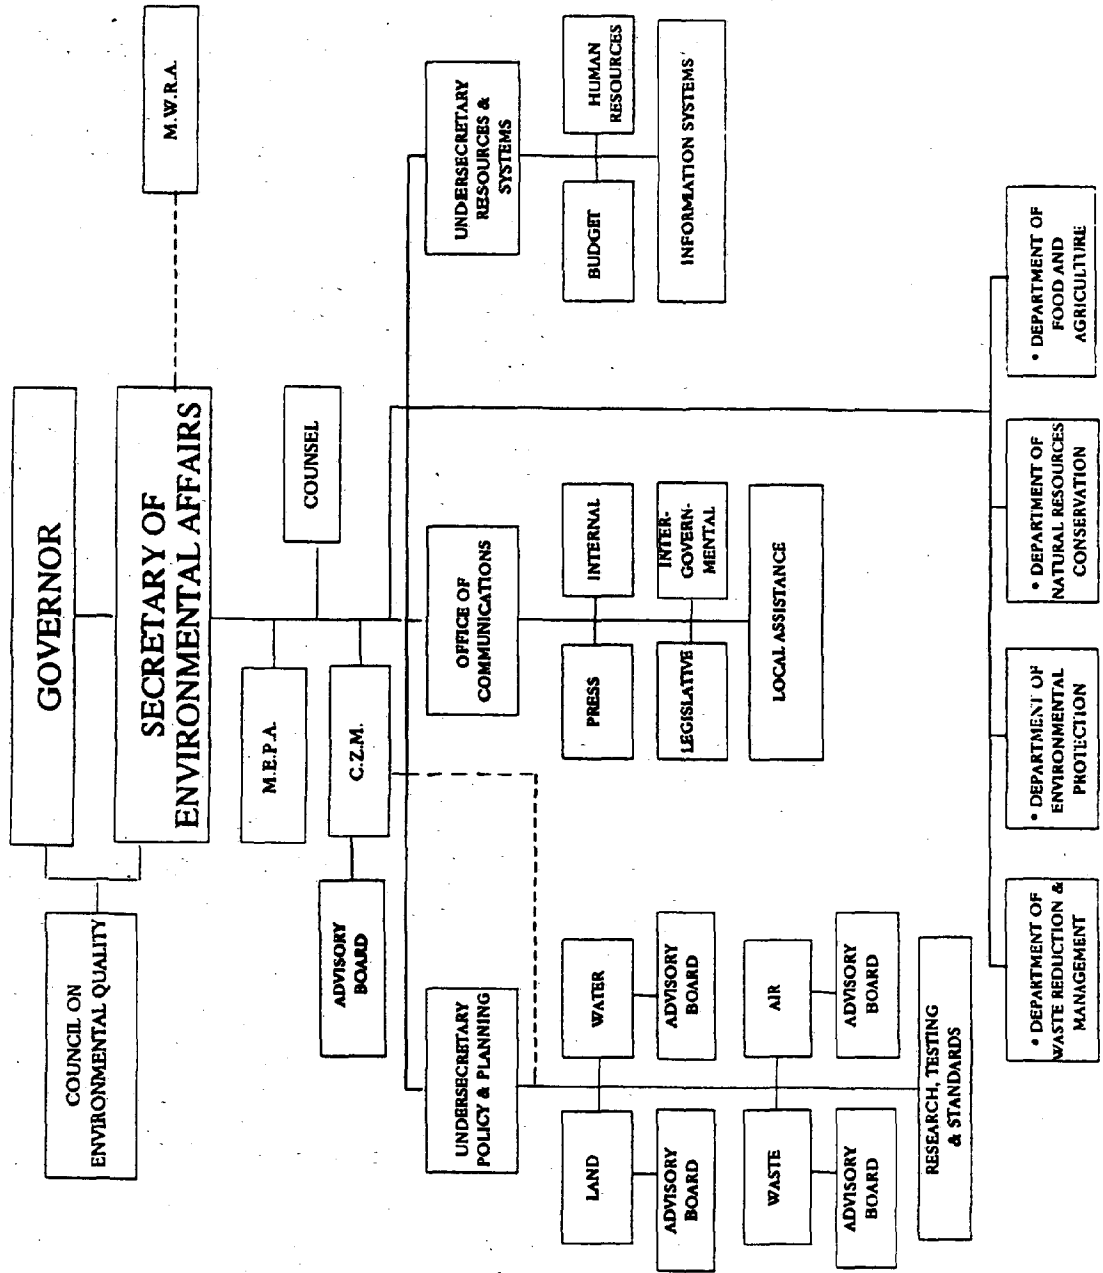 GOVERNOR
COUNCIL ON
ENVIRONMENTAL QUALITY
SECRETARY OF
ENVIRONMENTAL AFFAIRS
M.W.R.A.
M.E.P.A.
COUNSEL
ADVISORY
BOARD
C.Z.M.
UNDERSECRETARY
POLICY & PLANNING
OFFICE OF
COMMUNICATIONS
UNDERSECRETARY
RESOURCES &
SYSTEMS
LAND
WATER
PRESS
INTERNAL
BUDGET
HUMAN
RESOURCES
ADVISORY
BOARD
ADVISORY
BOARD
LEGISLATIVE
INTER-
GOVERN-
MENTAL
INFORMATION SYSTEMS
WASTE
AIR
LOCAL ASSISTANCE
ADVISORY
BOARD
ADVISORY
BOARD
RESEARCH, TESTING
& STANDARDS
• DEPARTMENT OF
WASTE REDUCTION &
MANAGEMENT
• DEPARTMENT OF
ENVIRONMENTAL
PROTECTION
• DEPARTMENT OF
NATURAL RESOURCES
CONSERVATION
• DEPARTMENT OF
FOOD AND
AGRICULTURE